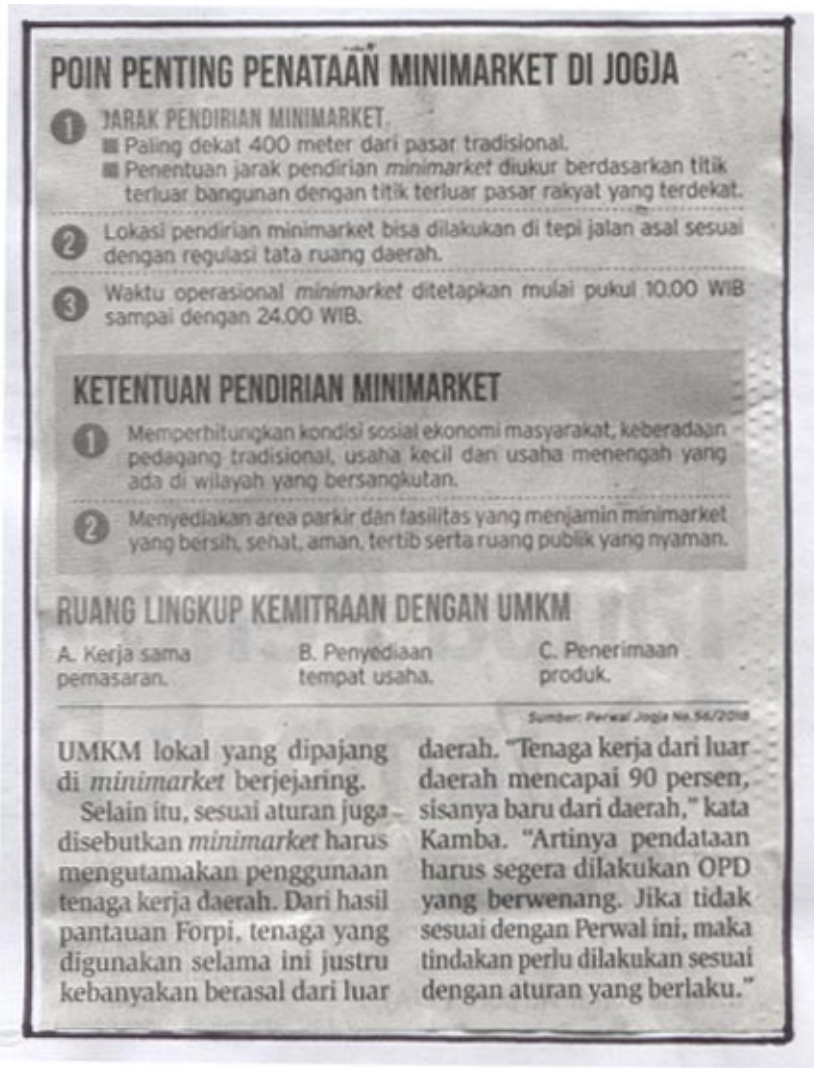 POIN PENTING PENATAAN MINIMARKET DI JOGJA
1 JARAK PENDIRIAN MINIMARKET.
■ Paling dekat 400 meter dari pasar tradisional.
■ Penentuan jarak pendirian minimarket diukur berdasarkan titik
terluar bangunan dengan titik terluar pasar rakyat yang terdekat.
2 Lokasi pendirian minimarket bisa dilakukan di tepi jalan asal sesuai
dengan regulasi tata ruang daerah.
3 Waktu operasional minimarket ditetapkan mulai pukul 10.00 WIB
sampai dengan 24.00 WIB.
KETENTUAN PENDIRIAN MINIMARKET
1 Memperhitungkan kondisi sosial ekonomi masyarakat, keberadaan
pedagang tradisional, usaha kecil dan usaha menengah yang
ada di wilayah yang bersangkutan.
2 Menyediakan area parkir dan fasilitas yang menjamin minimarket
yang bersih, sehat, aman, tertib serta ruang publik yang nyaman.
RUANG LINGKUP KEMITRAAN DENGAN UMKM
A. Kerja sama
pemasaran.
B. Penyediaan
tempat usaha.
C. Penerimaan
produk.
Sumber: Perwal Jogja No.56/2018
UMKM lokal yang dipajang
di minimarket berjejaring.
Selain itu, sesuai aturan juga
disebutkan minimarket harus
mengutamakan penggunaan
tenaga kerja daerah. Dari hasil
pantauan Forpi, tenaga yang
digunakan selama ini justru
kebanyakan berasal dari luar
daerah. "Tenaga kerja dari luar
daerah mencapai 90 persen,
sisanya baru dari daerah," kata
Kamba. "Artinya pendataan
harus segera dilakukan OPD
yang berwenang. Jika tidak
sesuai dengan Perwal ini, maka
tindakan perlu dilakukan sesuai
dengan aturan yang berlaku."